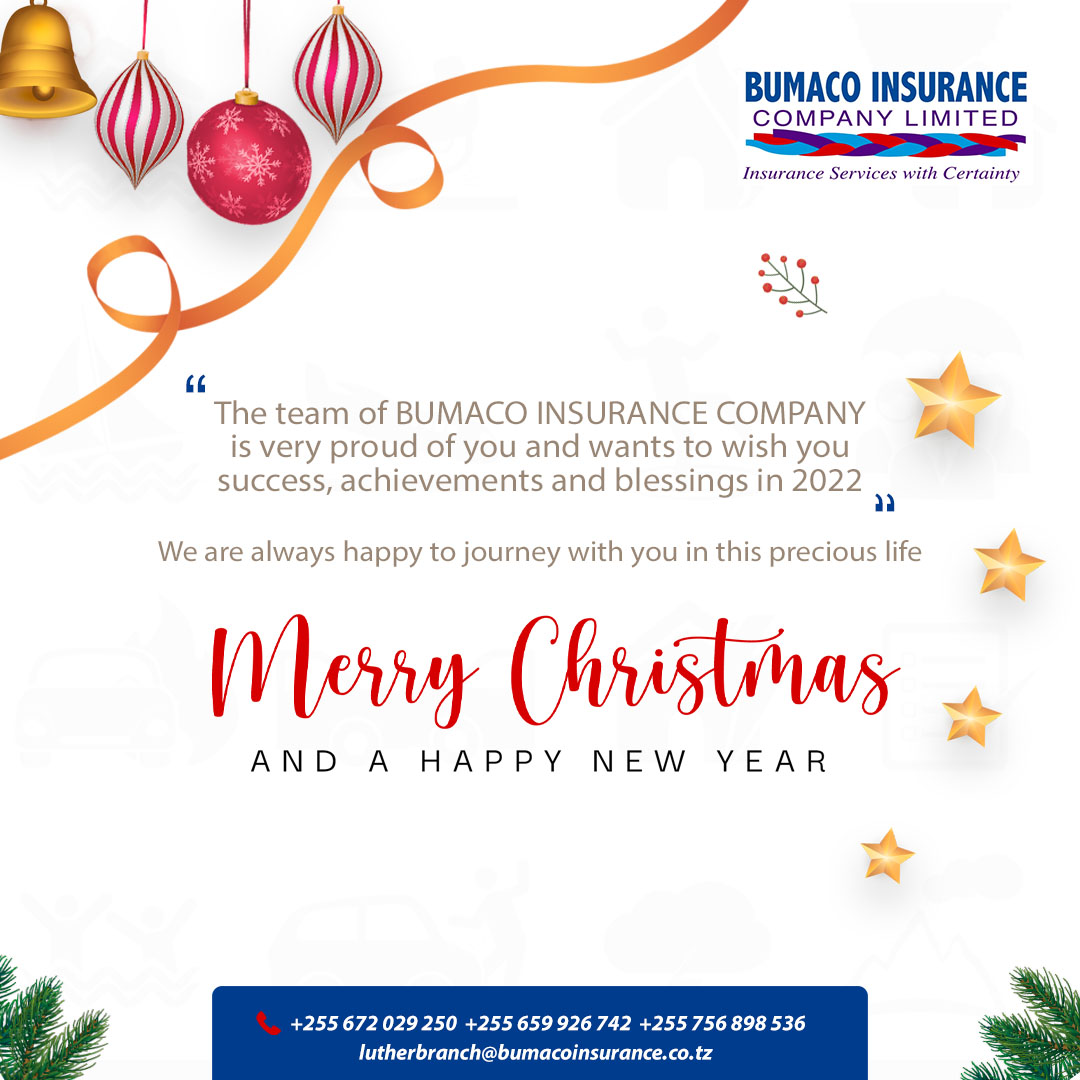 BUMACO INSURANCE
COMPANY LIMITED
Insurance Services with Certainty
“
The team of BUMACO INSURANCE COMPANY
is very proud of you and wants to wish you
success, achievements and blessings in 2022
”
We are always happy to journey with you in this precious life
Merry Christmas
AND A HAPPY NEW YEAR
+255 672 029 250 +255 659 926 742 +255 756 898 536
lutherbranch@bumacoinsurance.co.tz